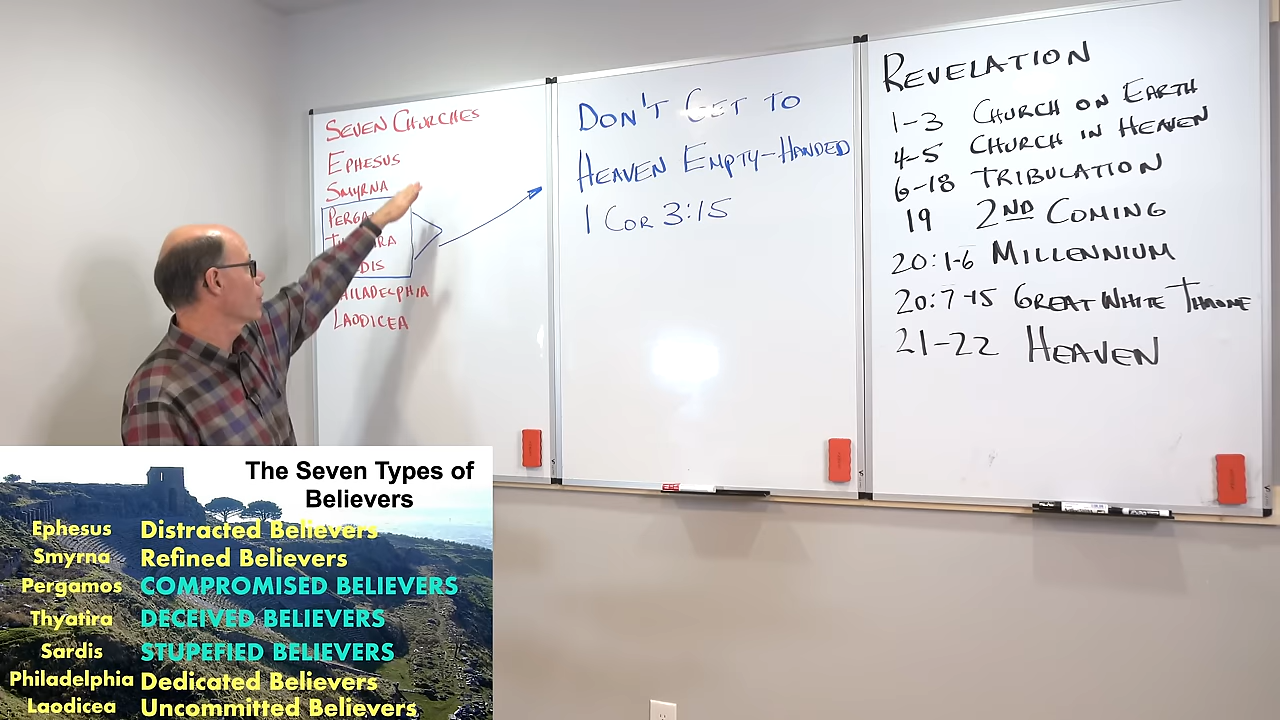 SEVEN CHURCHES
EPHESUS
SMYRNA
PHILADELPHIA
LAODICEA
DON'T GET TO
HEAVEN EMPTY-HANDED
1 COR 3:15
REVELATION
1-3 CHURCH ON EARTH
4-5 CHURCH IN HEAVEN
6-18 TRIBULATION
19 2ND COMING
20:1-6 MILLENNIUM
20:7-15 GREAT WHITE THRONE
21-22 HEAVEN
The Seven Types of
Believers
Ephesus Distracted Believers
Smyrna Refined Believers
Pergamos COMPROMISED BELIEVERS
Thyatira DECEIVED BELIEVERS
Sardis STUPEFIED BELIEVERS
Philadelphia Dedicated Believers
Laodicea Uncommitted Believers